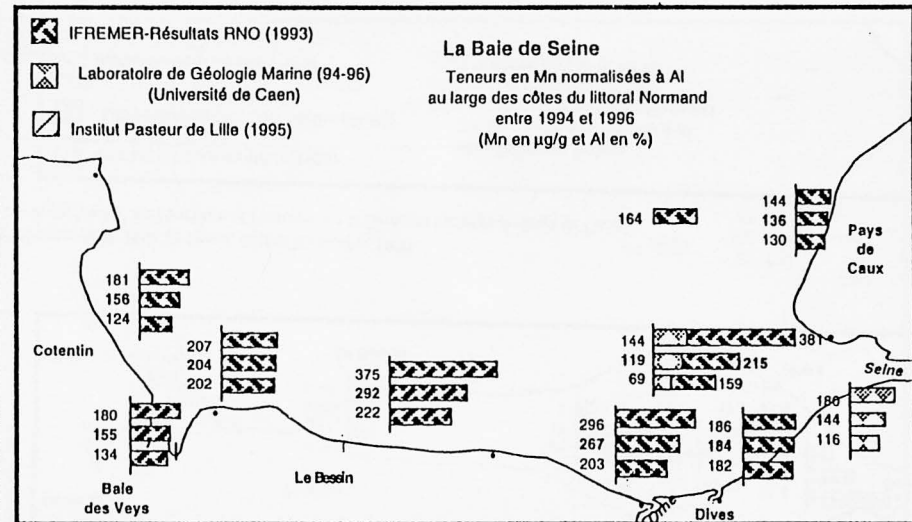 IFREMER-Résultats RNO (1993)
Laboratoire de Géologie Marine (94-96)
(Université de Caen)
Institut Pasteur de Lille (1995)
La Baie de Seine
Teneurs en Mn normalisées à Al
au large des côtes du littoral Normand
entre 1994 et 1996
(Mn en µg/g et Al en %)
164
144
136
130
Pays
de
Caux
181
156
124
Cotentin
207
204
202
375
292
222
144 381
119 215
69 159
Seine
180
144
116
180
155
134
296
267
203
186
184
182
Le Bessin
Baie
des Veys
Orne
Dives